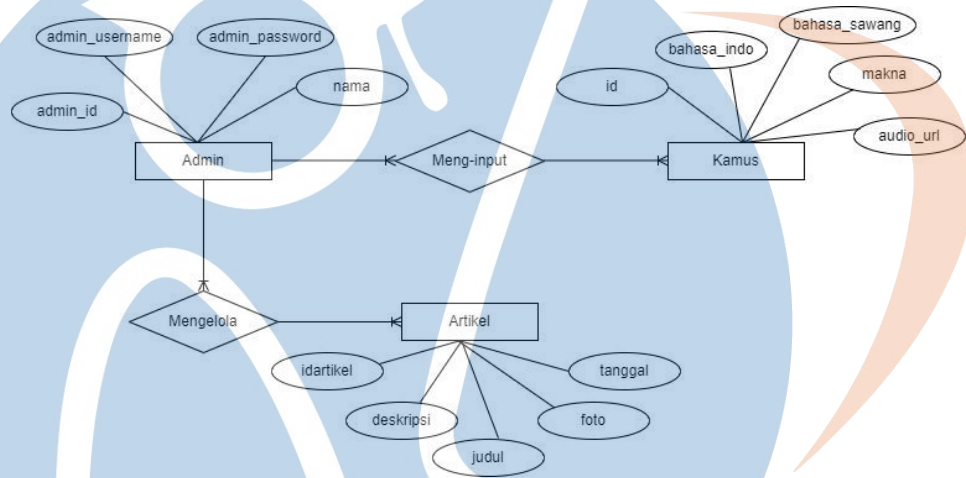 admin_username
admin_password
nama
admin_id
Admin
Meng-input
bahasa_sawang
bahasa_indo
makna
id
audio_url
Kamus
Mengelola
Artikel
idartikel
tanggal
deskripsi
foto
judul